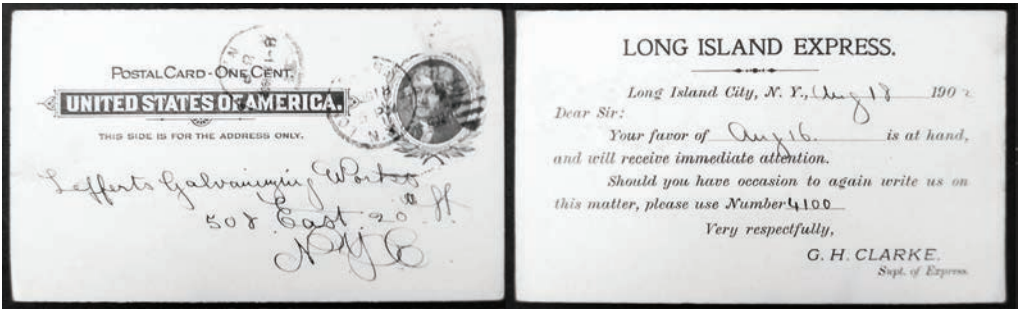 POSTAL CARD - ONE CENT.
UNITED STATES OF AMERICA.
THIS SIDE IS FOR THE ADDRESS ONLY.
Lefferts Galvanizing Works
508 East 20th St
NYC
LONG ISLAND EXPRESS.
Long Island City, N. Y., Aug 18 1902
Dear Sir:
Your favor of Aug 16. is at hand,
and will receive immediate attention.
Should you have occasion to again write us on
this matter, please use Number 4100
Very respectfully,
G. H. CLARKE.
Supt. of Express.